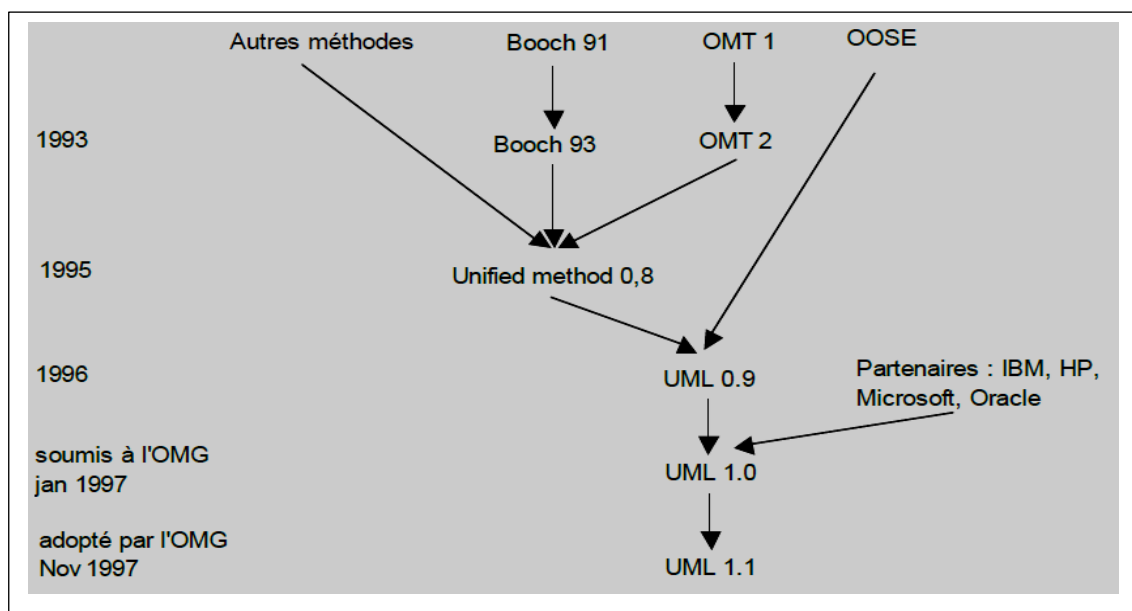 Autres méthodes Booch 91 OMT 1 OOSE
1993 Booch 93 OMT 2
1995 Unified method 0,8
1996 UML 0.9 Partenaires : IBM, HP,
Microsoft, Oracle
soumis à l'OMG
jan 1997 UML 1.0
adopté par l'OMG
Nov 1997 UML 1.1